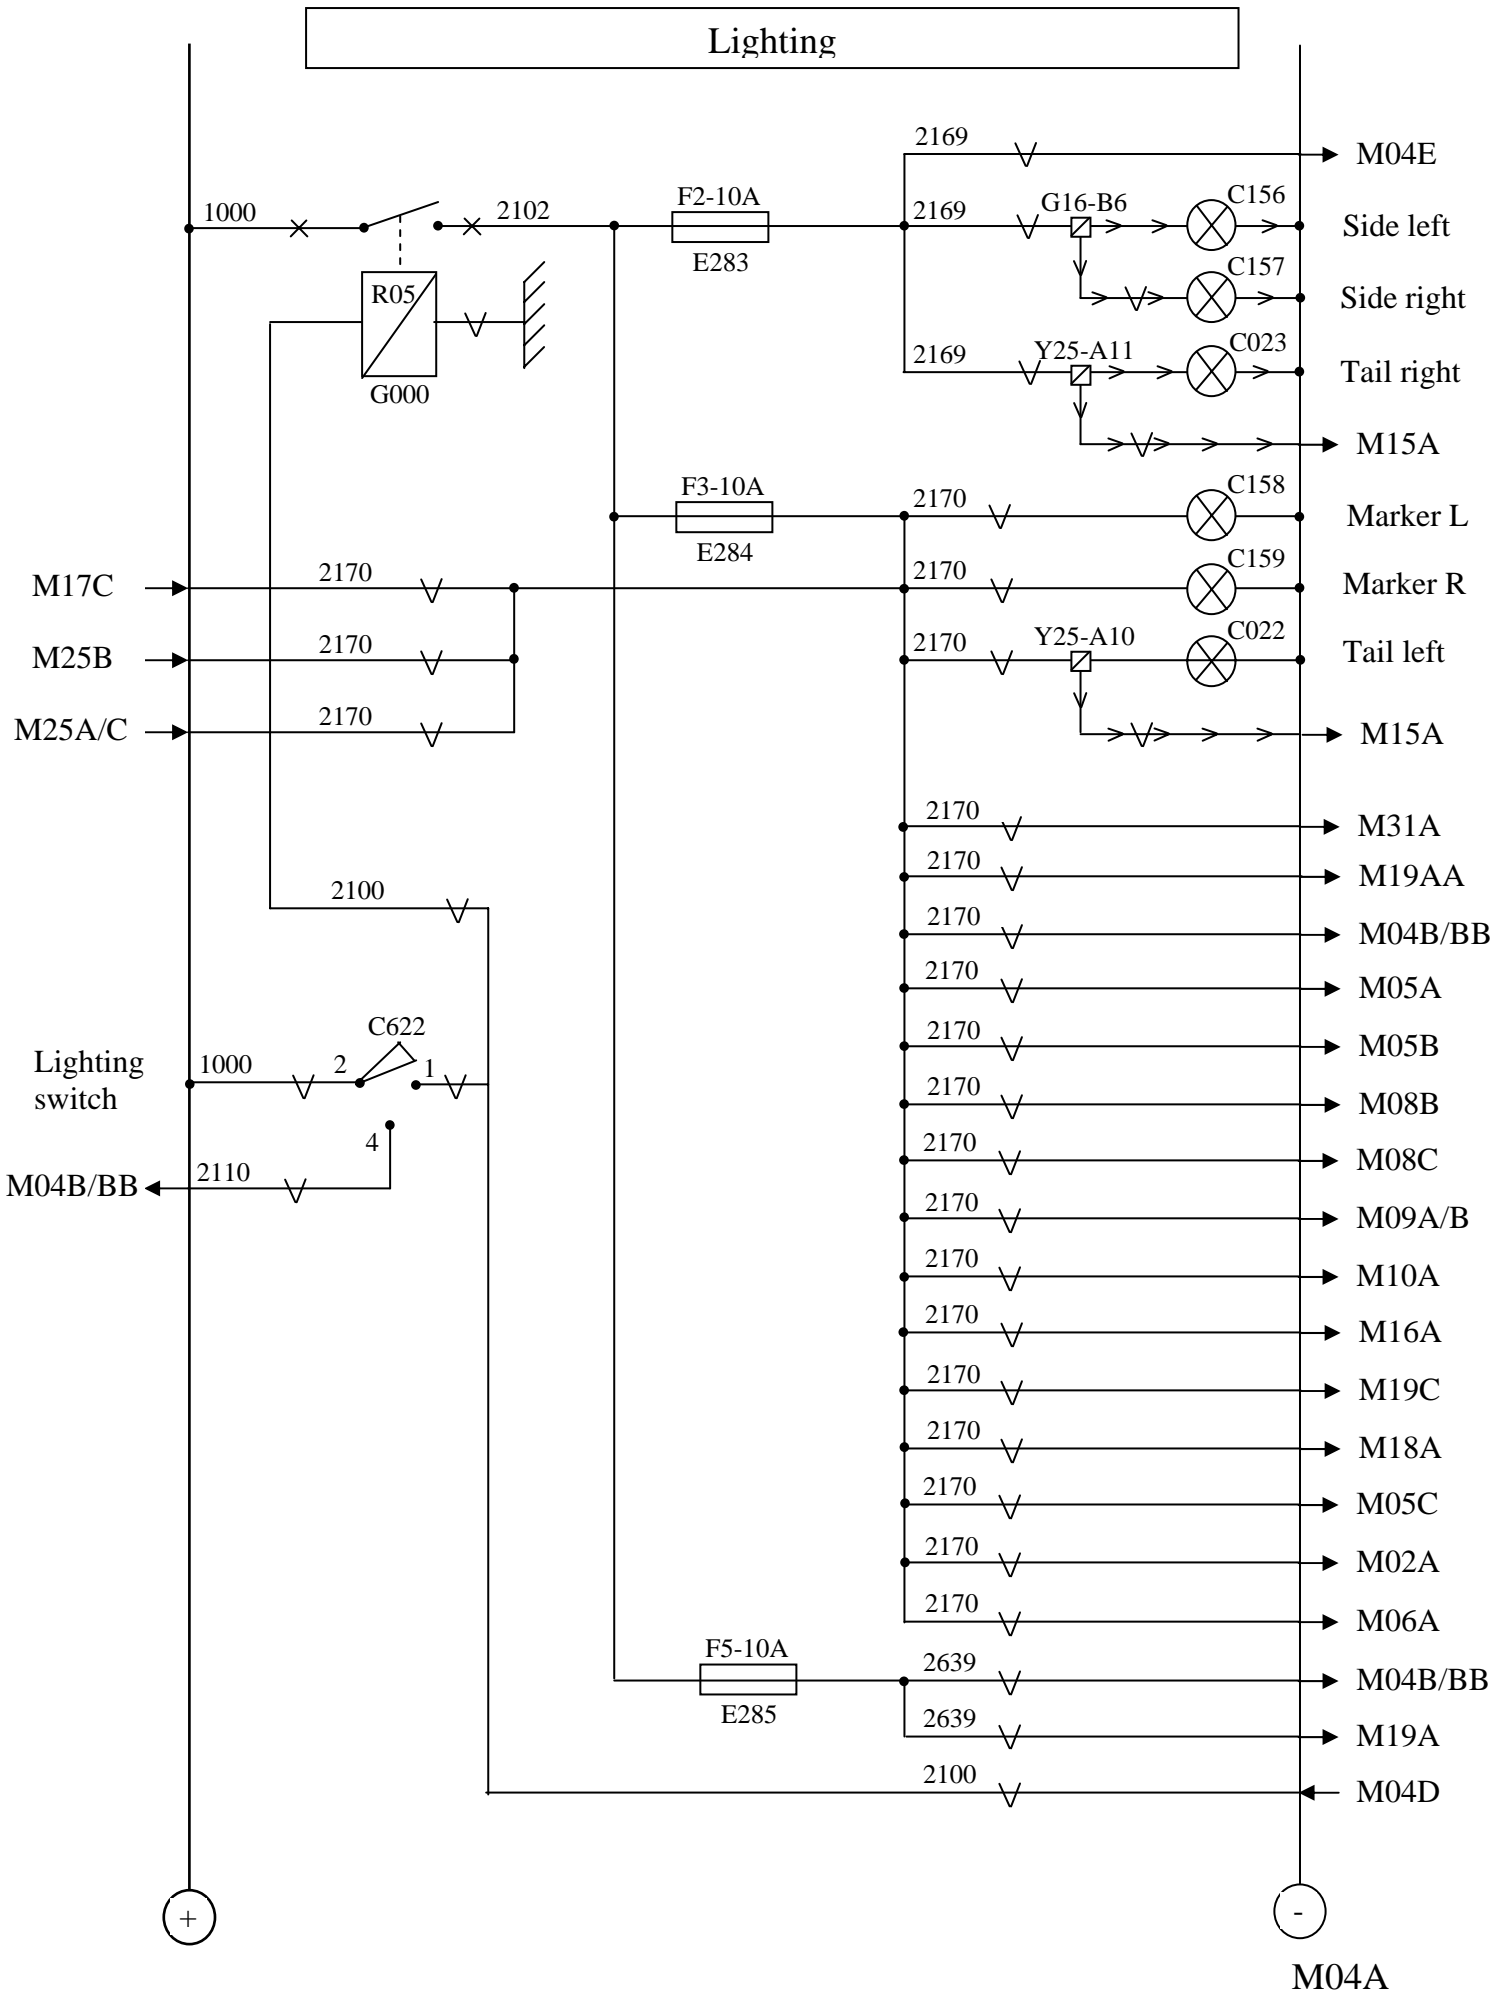 Lighting
2169
M04E
1000
2102
F2-10A
E283
2169
G16-B6
C156
Side left
C157
Side right
R05
G000
2169
Y25-A11
C023
Tail right
M15A
F3-10A
E284
2170
C158
Marker L
M17C
2170
2170
C159
Marker R
M25B
2170
2170
Y25-A10
C022
Tail left
M25A/C
2170
M15A
2170
M31A
2170
M19AA
2100
2170
M04B/BB
2170
M05A
C622
Lighting
switch
1000
2
1
2170
M05B
2170
M08B
4
2170
M08C
M04B/BB
2110
2170
M09A/B
2170
M10A
2170
M16A
2170
M19C
2170
M18A
2170
M05C
2170
M02A
2170
M06A
F5-10A
E285
2639
M04B/BB
2639
M19A
2100
M04D
+
-
M04A